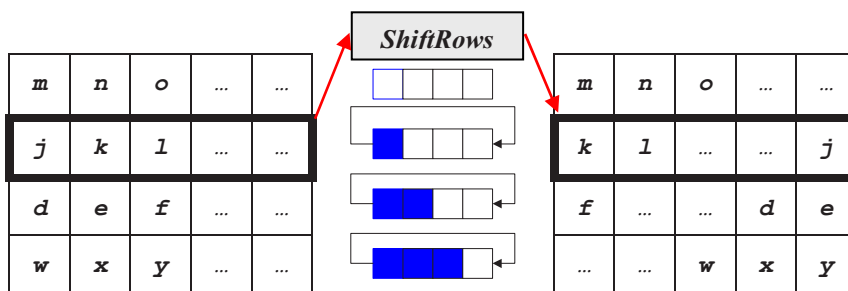 ShiftRows
m n o ... ...
j k l ... ...
d e f ... ...
w x y ... ...
m n o ... ...
k l ... ... j
f ... ... d e
... ... w x y